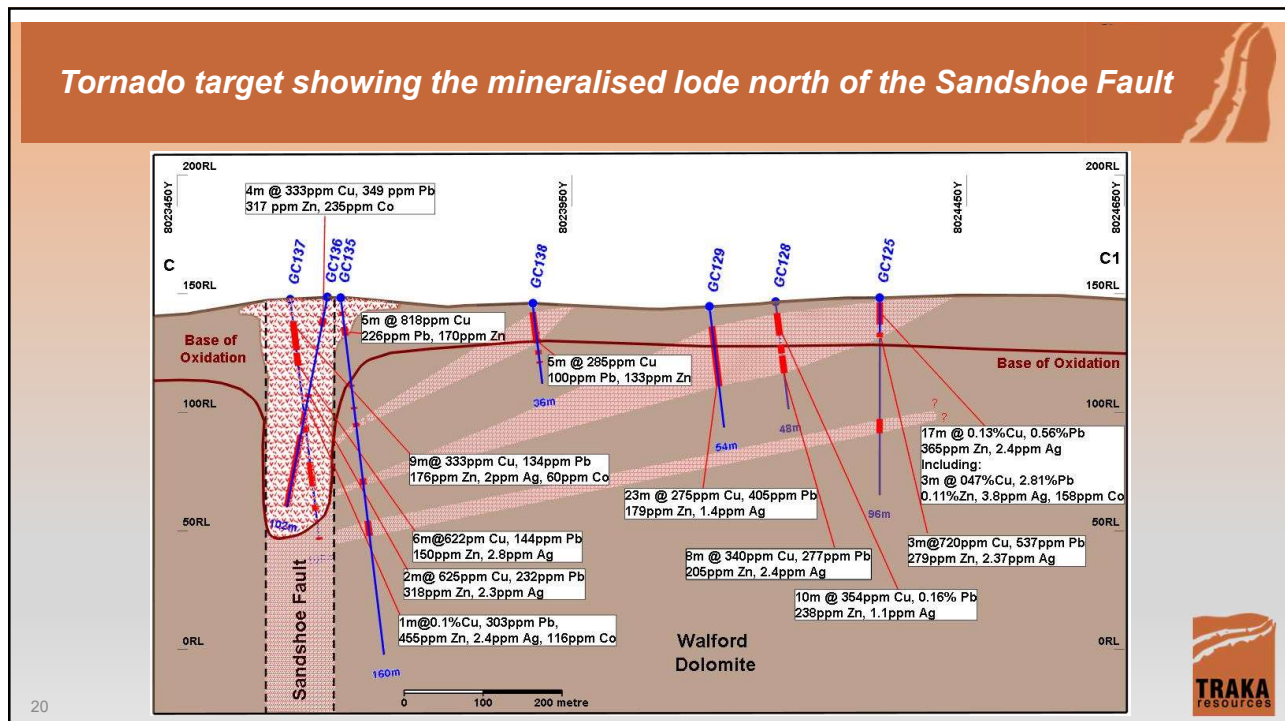 Tornado target showing the mineralised lode north of the Sandshoe Fault
200RL
200RL
8023450Y
8023950Y
8024450Y
8024650Y
4m @ 333ppm Cu, 349 ppm Pb
317 ppm Zn, 235ppm Co
C
C1
GC137
GC136
GC135
GC138
GC129
GC128
GC125
150RL
150RL
Base of
Oxidation
5m @ 818ppm Cu
226ppm Pb, 170ppm Zn
5m @ 285ppm Cu
100ppm Pb, 133ppm Zn
Base of Oxidation
36m
100RL
100RL
48m
54m
?
?
17m @ 0.13%Cu, 0.56%Pb
365ppm Zn, 2.4ppm Ag
Including:
3m @ 047%Cu, 2.81%Pb
0.11%Zn, 3.8ppm Ag, 158ppm Co
9m@ 333ppm Cu, 134ppm Pb
176ppm Zn, 2ppm Ag, 60ppm Co
23m @ 275ppm Cu, 405ppm Pb
179ppm Zn, 1.4ppm Ag
96m
102m
50RL
50RL
6m@622ppm Cu, 144ppm Pb
150ppm Zn, 2.8ppm Ag
3m@720ppm Cu, 537ppm Pb
279ppm Zn, 2.37ppm Ag
8m @ 340ppm Cu, 277ppm Pb
205ppm Zn, 2.4ppm Ag
2m@ 625ppm Cu, 232ppm Pb
318ppm Zn, 2.3ppm Ag
10m @ 354ppm Cu, 0.16% Pb
238ppm Zn, 1.1ppm Ag
1m@0.1%Cu, 303ppm Pb,
455ppm Zn, 2.4ppm Ag, 116ppm Co
Sandshoe Fault
0RL
0RL
Walford
Dolomite
160m
0 100 200 metre
TRAKA
resources
20